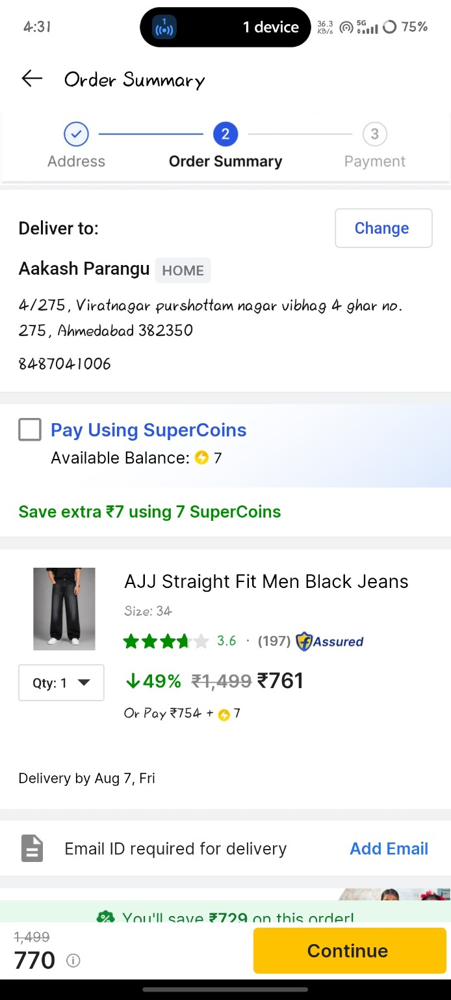 4:31
1
1 device
36.3
KB/s
5G
75%
Order Summary
2
3
Address
Order Summary
Payment
Deliver to:
Change
Aakash Parangu
HOME
4/275, Viratnagar purshottam nagar vibhag 4 ghar no.
275, Ahmedabad 382350
8487041006
Pay Using SuperCoins
Available Balance: 7
Save extra ₹7 using 7 SuperCoins
AJJ Straight Fit Men Black Jeans
Size: 34
3.6 · (197) Assured
Qty: 1
↓49% ₹1,499 ₹761
Or Pay ₹754 + 7
Delivery by Aug 7, Fri
Email ID required for delivery
Add Email
You'll save ₹729 on this order!
1,499
770
Continue